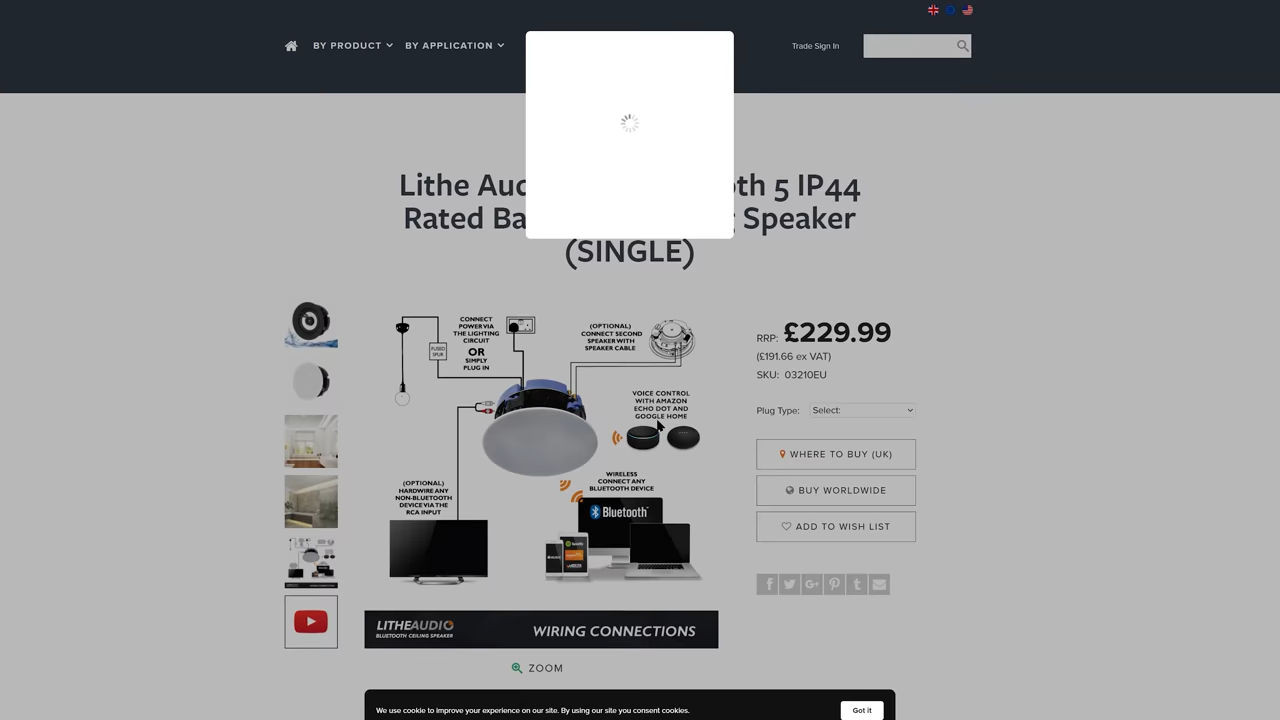 BY PRODUCT
BY APPLICATION
Trade Sign In
Lithe Aud
th 5 IP44
Rated Ba
Speaker
(SINGLE)
CONNECT
POWER VIA
THE LIGHTING
CIRCUIT
OR
SIMPLY
PLUG IN
FUSED
SPUR
(OPTIONAL)
CONNECT SECOND
SPEAKER WITH
SPEAKER CABLE
VOICE CONTROL
WITH AMAZON
ECHO DOT AND
GOOGLE HOME
(OPTIONAL)
HARDWIRE ANY
NON-BLUETOOTH
DEVICE VIA THE
RCA INPUT
WIRELESS
CONNECT ANY
BLUETOOTH DEVICE
Bluetooth
LITHEAUDIO
BLUETOOTH CEILING SPEAKER
WIRING CONNECTIONS
ZOOM
RRP: £229.99
(£191.66 ex VAT)
SKU: 03210EU
Plug Type: Select:
WHERE TO BUY (UK)
BUY WORLDWIDE
ADD TO WISH LIST
We use cookie to improve your experience on our site. By using our site you consent cookies.
Got it